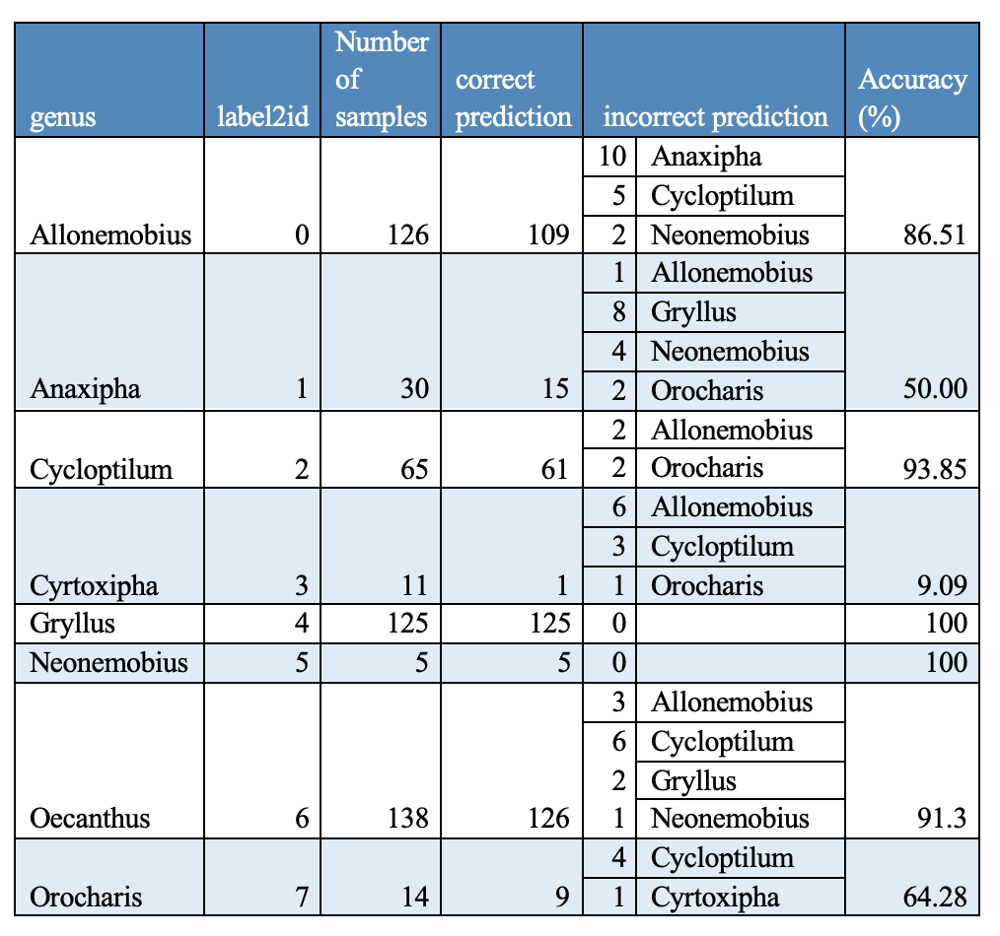 genus label2id Number of samples correct prediction incorrect prediction Accuracy (%)
10 Anaxipha
5 Cycloptilum
Allonemobius 0 126 109 2 Neonemobius 86.51
1 Allonemobius
8 Gryllus
4 Neonemobius
Anaxipha 1 30 15 2 Orocharis 50.00
2 Allonemobius
Cycloptilum 2 65 61 2 Orocharis 93.85
6 Allonemobius
3 Cycloptilum
Cyrtoxipha 3 11 1 1 Orocharis 9.09
Gryllus 4 125 125 0 100
Neonemobius 5 5 5 0 100
3 Allonemobius
6 Cycloptilum
2 Gryllus
Oecanthus 6 138 126 1 Neonemobius 91.3
4 Cycloptilum
Orocharis 7 14 9 1 Cyrtoxipha 64.28